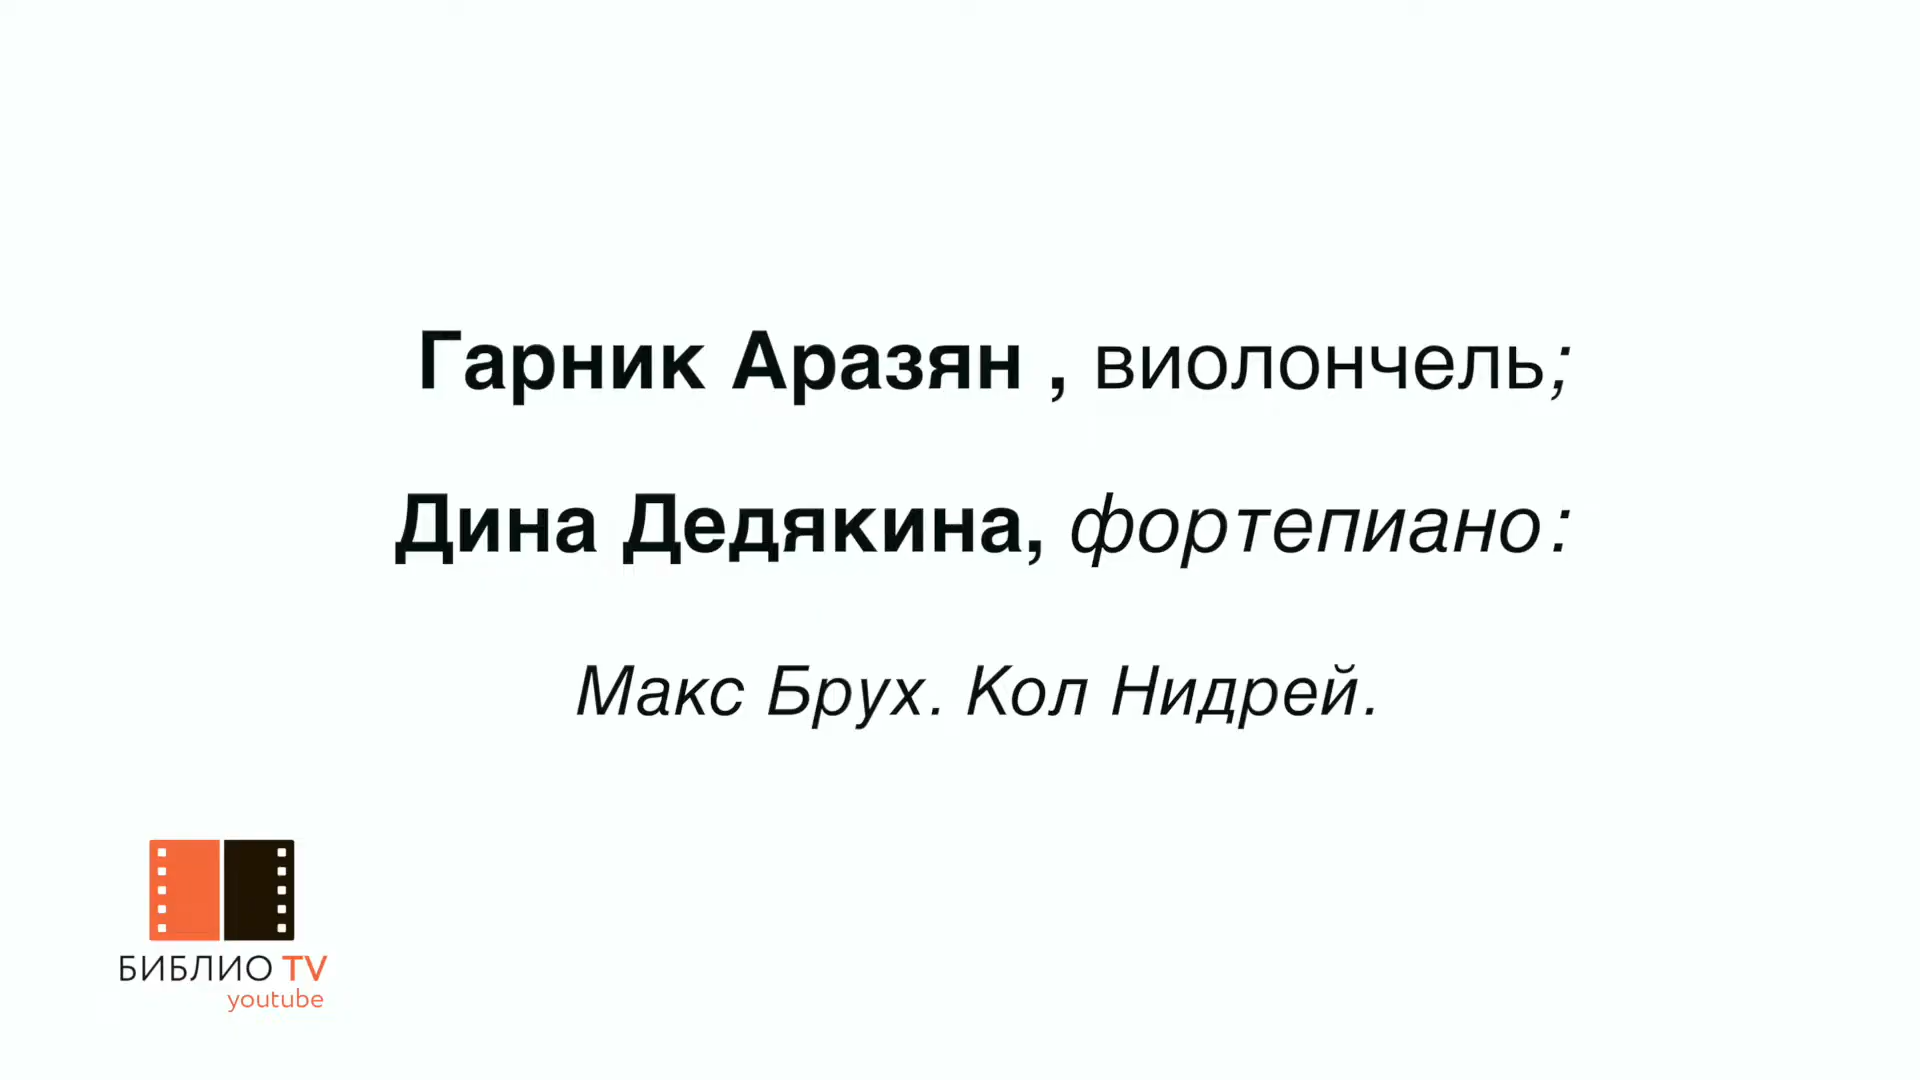 Гарник Аразян , виолончель;
Дина Дедякина, фортепиано:
Макс Брух. Кол Нидрей.
БИБЛИО TV
youtube